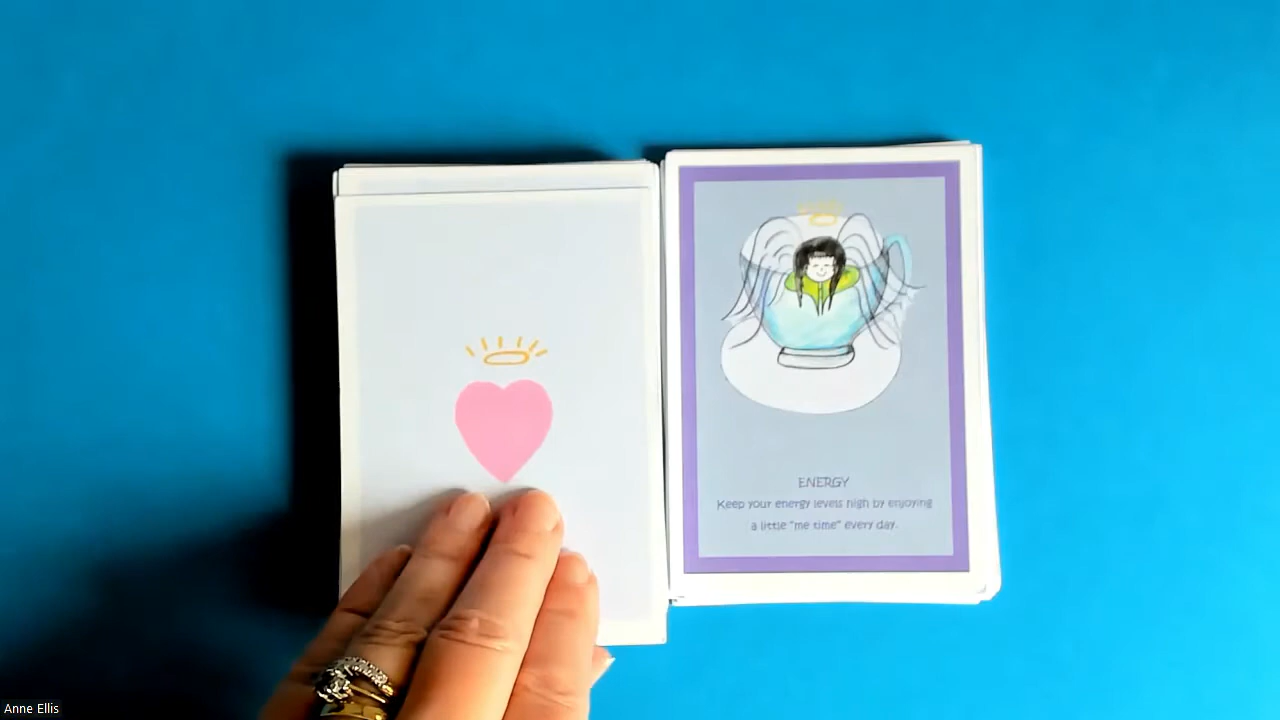 ENERGY
Keep your energy levels high by enjoying
a little "me time" every day.
Anne Ellis